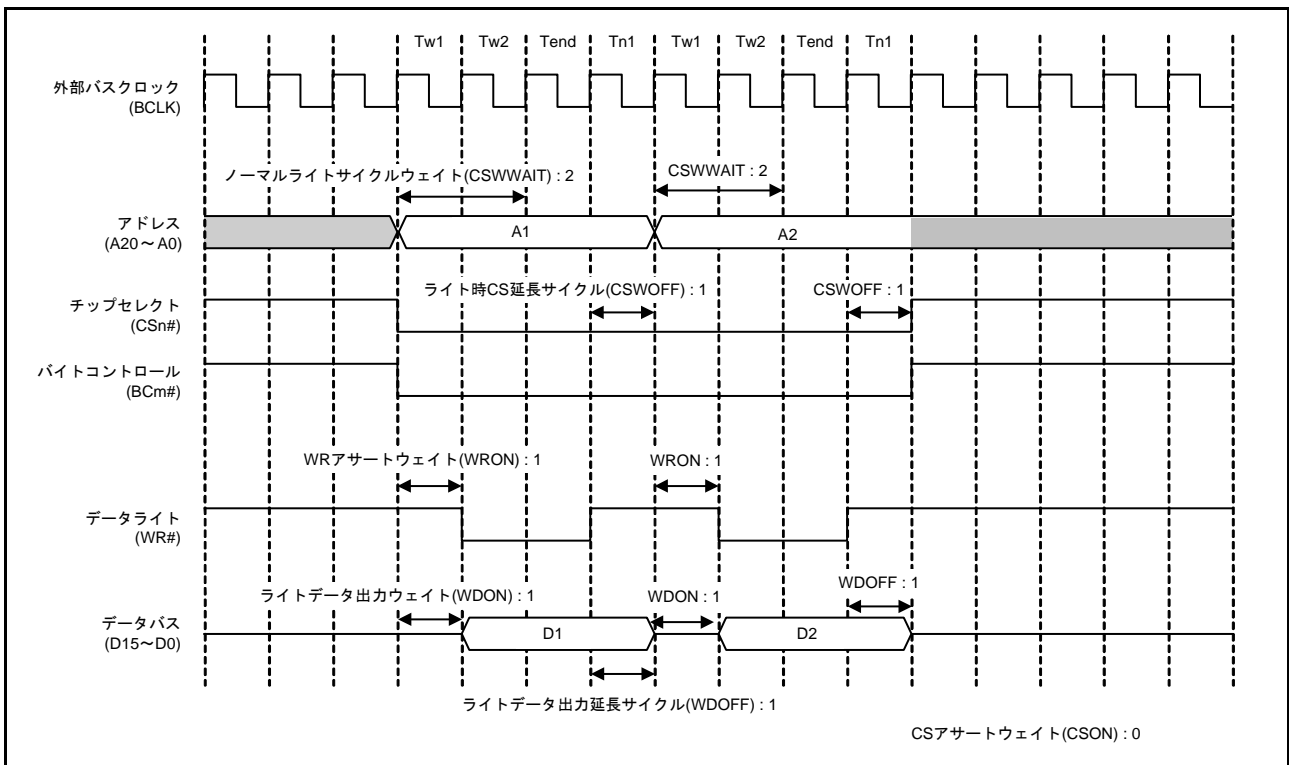 Tw1 Tw2 Tend Tn1 Tw1 Tw2 Tend Tn1
外部バスクロック
(BCLK)
ノーマルライトサイクルウェイト(CSWWAIT) : 2
CSWWAIT : 2
アドレス
(A20～A0)
A1
A2
ライト時CS延長サイクル(CSWOFF) : 1
CSWOFF : 1
チップセレクト
(CSn#)
バイトコントロール
(BCm#)
WRアサートウェイト(WRON) : 1
WRON : 1
データライト
(WR#)
ライトデータ出力ウェイト(WDON) : 1
WDON : 1
WDOFF : 1
データバス
(D15～D0)
D1
D2
ライトデータ出力延長サイクル(WDOFF) : 1
CSアサートウェイト(CSON) : 0